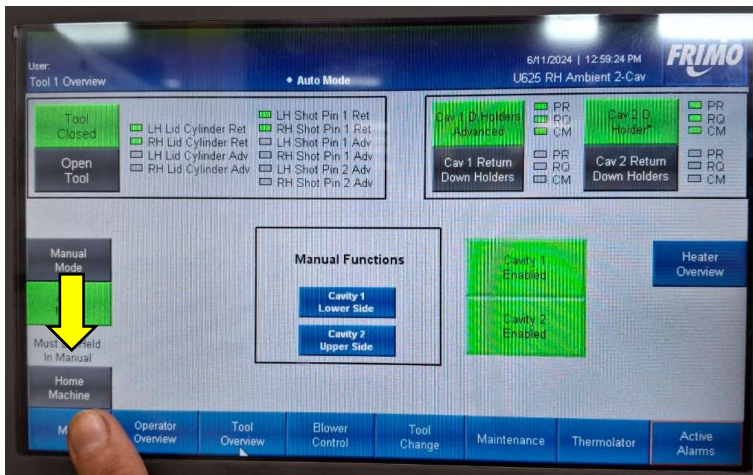 User:
Tool 1 Overview
◆ Auto Mode
6/11/2024 | 12:59:24 PM
U625 RH Ambient 2-Cav
FRIMO
Tool
Closed
Open
Tool
LH Lid Cylinder Ret
RH Lid Cylinder Ret
LH Lid Cylinder Adv
RH Lid Cylinder Adv
LH Shot Pin 1 Ret
RH Shot Pin 1 Ret
LH Shot Pin 1 Adv
RH Shot Pin 1 Adv
LH Shot Pin 2 Adv
RH Shot Pin 2 Adv
Cav 1 D.Holders
Advanced
PR
RQ
CM
Cav 1 Return
Down Holders
PR
RQ
CM
Cav 2 D.
Holder*
PR
RQ
CM
Cav 2 Return
Down Holders
PR
RQ
CM
Manual
Mode
Must Held
In Manual
Home
Machine
Manual Functions
Cavity 1
Lower Side
Cavity 2
Upper Side
Cavity 1
Enabled
Cavity 2
Enabled
Heater
Overview
Operator
Overview
Tool
Overview
Blower
Control
Tool
Change
Maintenance
Thermolator
Active
Alarms